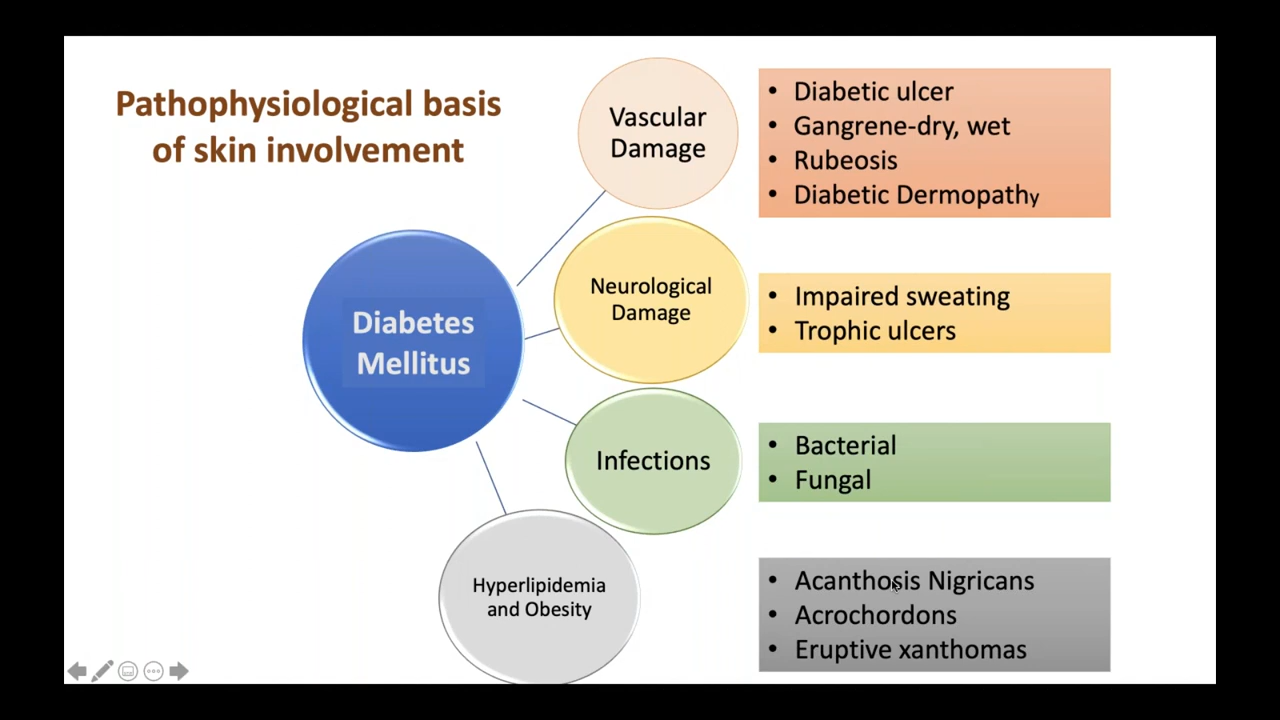 Pathophysiological basis
of skin involvement
Diabetes
Mellitus
Vascular
Damage
• Diabetic ulcer
• Gangrene-dry, wet
• Rubeosis
• Diabetic Dermopathy
Neurological
Damage
• Impaired sweating
• Trophic ulcers
Infections
• Bacterial
• Fungal
Hyperlipidemia
and Obesity
• Acanthosis Nigricans
• Acrochordons
• Eruptive xanthomas